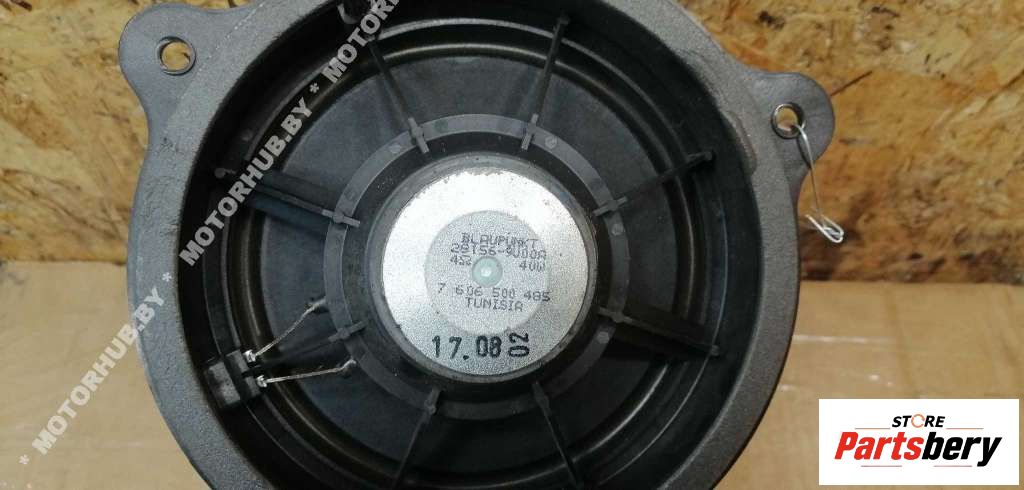 * MOTORHUB.BY * MOTORHUB.BY * MOTOR
BLAUPUNKT
28156-9U00A
4Ω 40W
7 606 500 485
TUNISIA
17.08 02
STORE
Partsbery